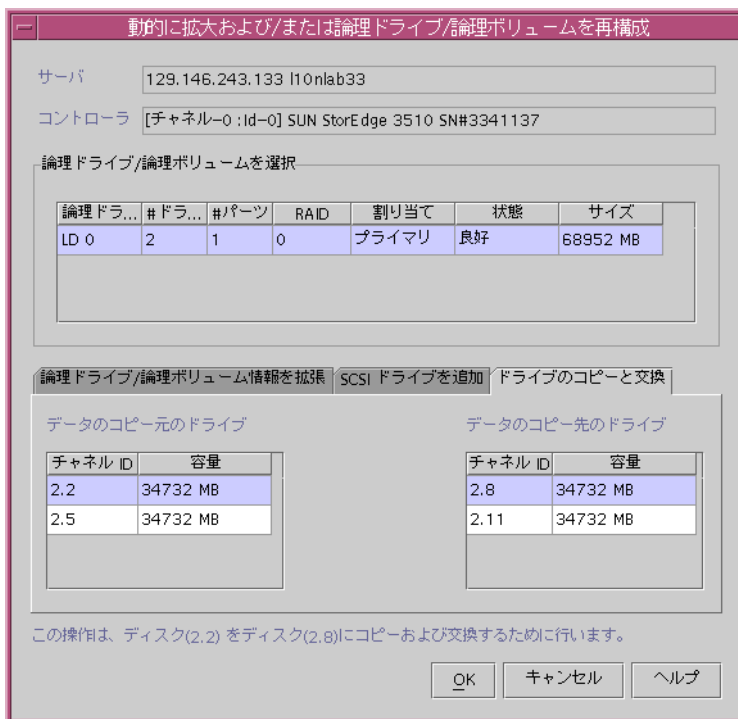 動的に拡大および/または論理ドライブ/論理ボリュームを再構成
サーバ 129.146.243.133 l10nlab33
コントローラ [チャネル-0 :Id-0] SUN StorEdge 3510 SN#3341137
論理ドライブ/論理ボリュームを選択
論理ドラ... #ドラ... #パーツ RAID 割り当て 状態 サイズ
LD 0 2 1 0 プライマリ 良好 68952 MB
論理ドライブ/論理ボリューム情報を拡張 SCSI ドライブを追加 ドライブのコピーと交換
データのコピー元のドライブ データのコピー先のドライブ
チャネル ID 容量 チャネル ID 容量
2.2 34732 MB 2.8 34732 MB
2.5 34732 MB 2.11 34732 MB
この操作は、ディスク(2.2) をディスク(2.8)にコピーおよび交換するために行います。
OK キャンセル ヘルプ